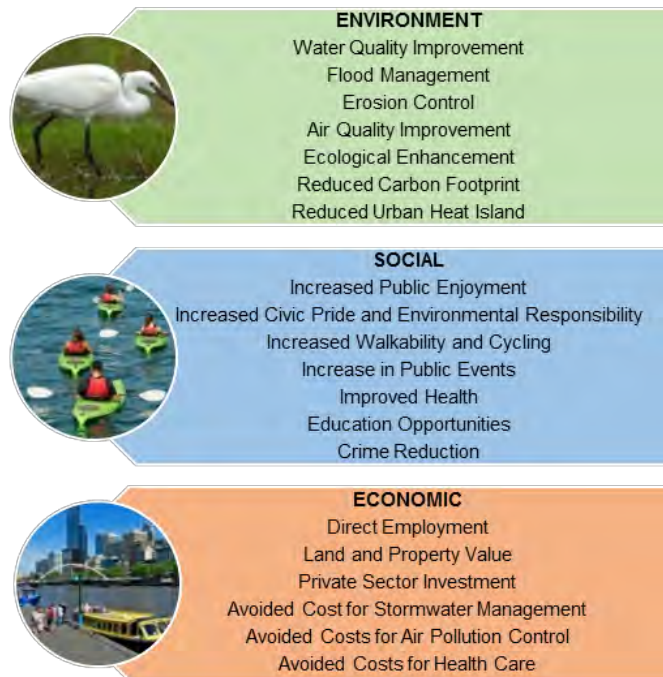 ENVIRONMENT
Water Quality Improvement
Flood Management
Erosion Control
Air Quality Improvement
Ecological Enhancement
Reduced Carbon Footprint
Reduced Urban Heat Island
SOCIAL
Increased Public Enjoyment
Increased Civic Pride and Environmental Responsibility
Increased Walkability and Cycling
Increase in Public Events
Improved Health
Education Opportunities
Crime Reduction
ECONOMIC
Direct Employment
Land and Property Value
Private Sector Investment
Avoided Cost for Stormwater Management
Avoided Costs for Air Pollution Control
Avoided Costs for Health Care